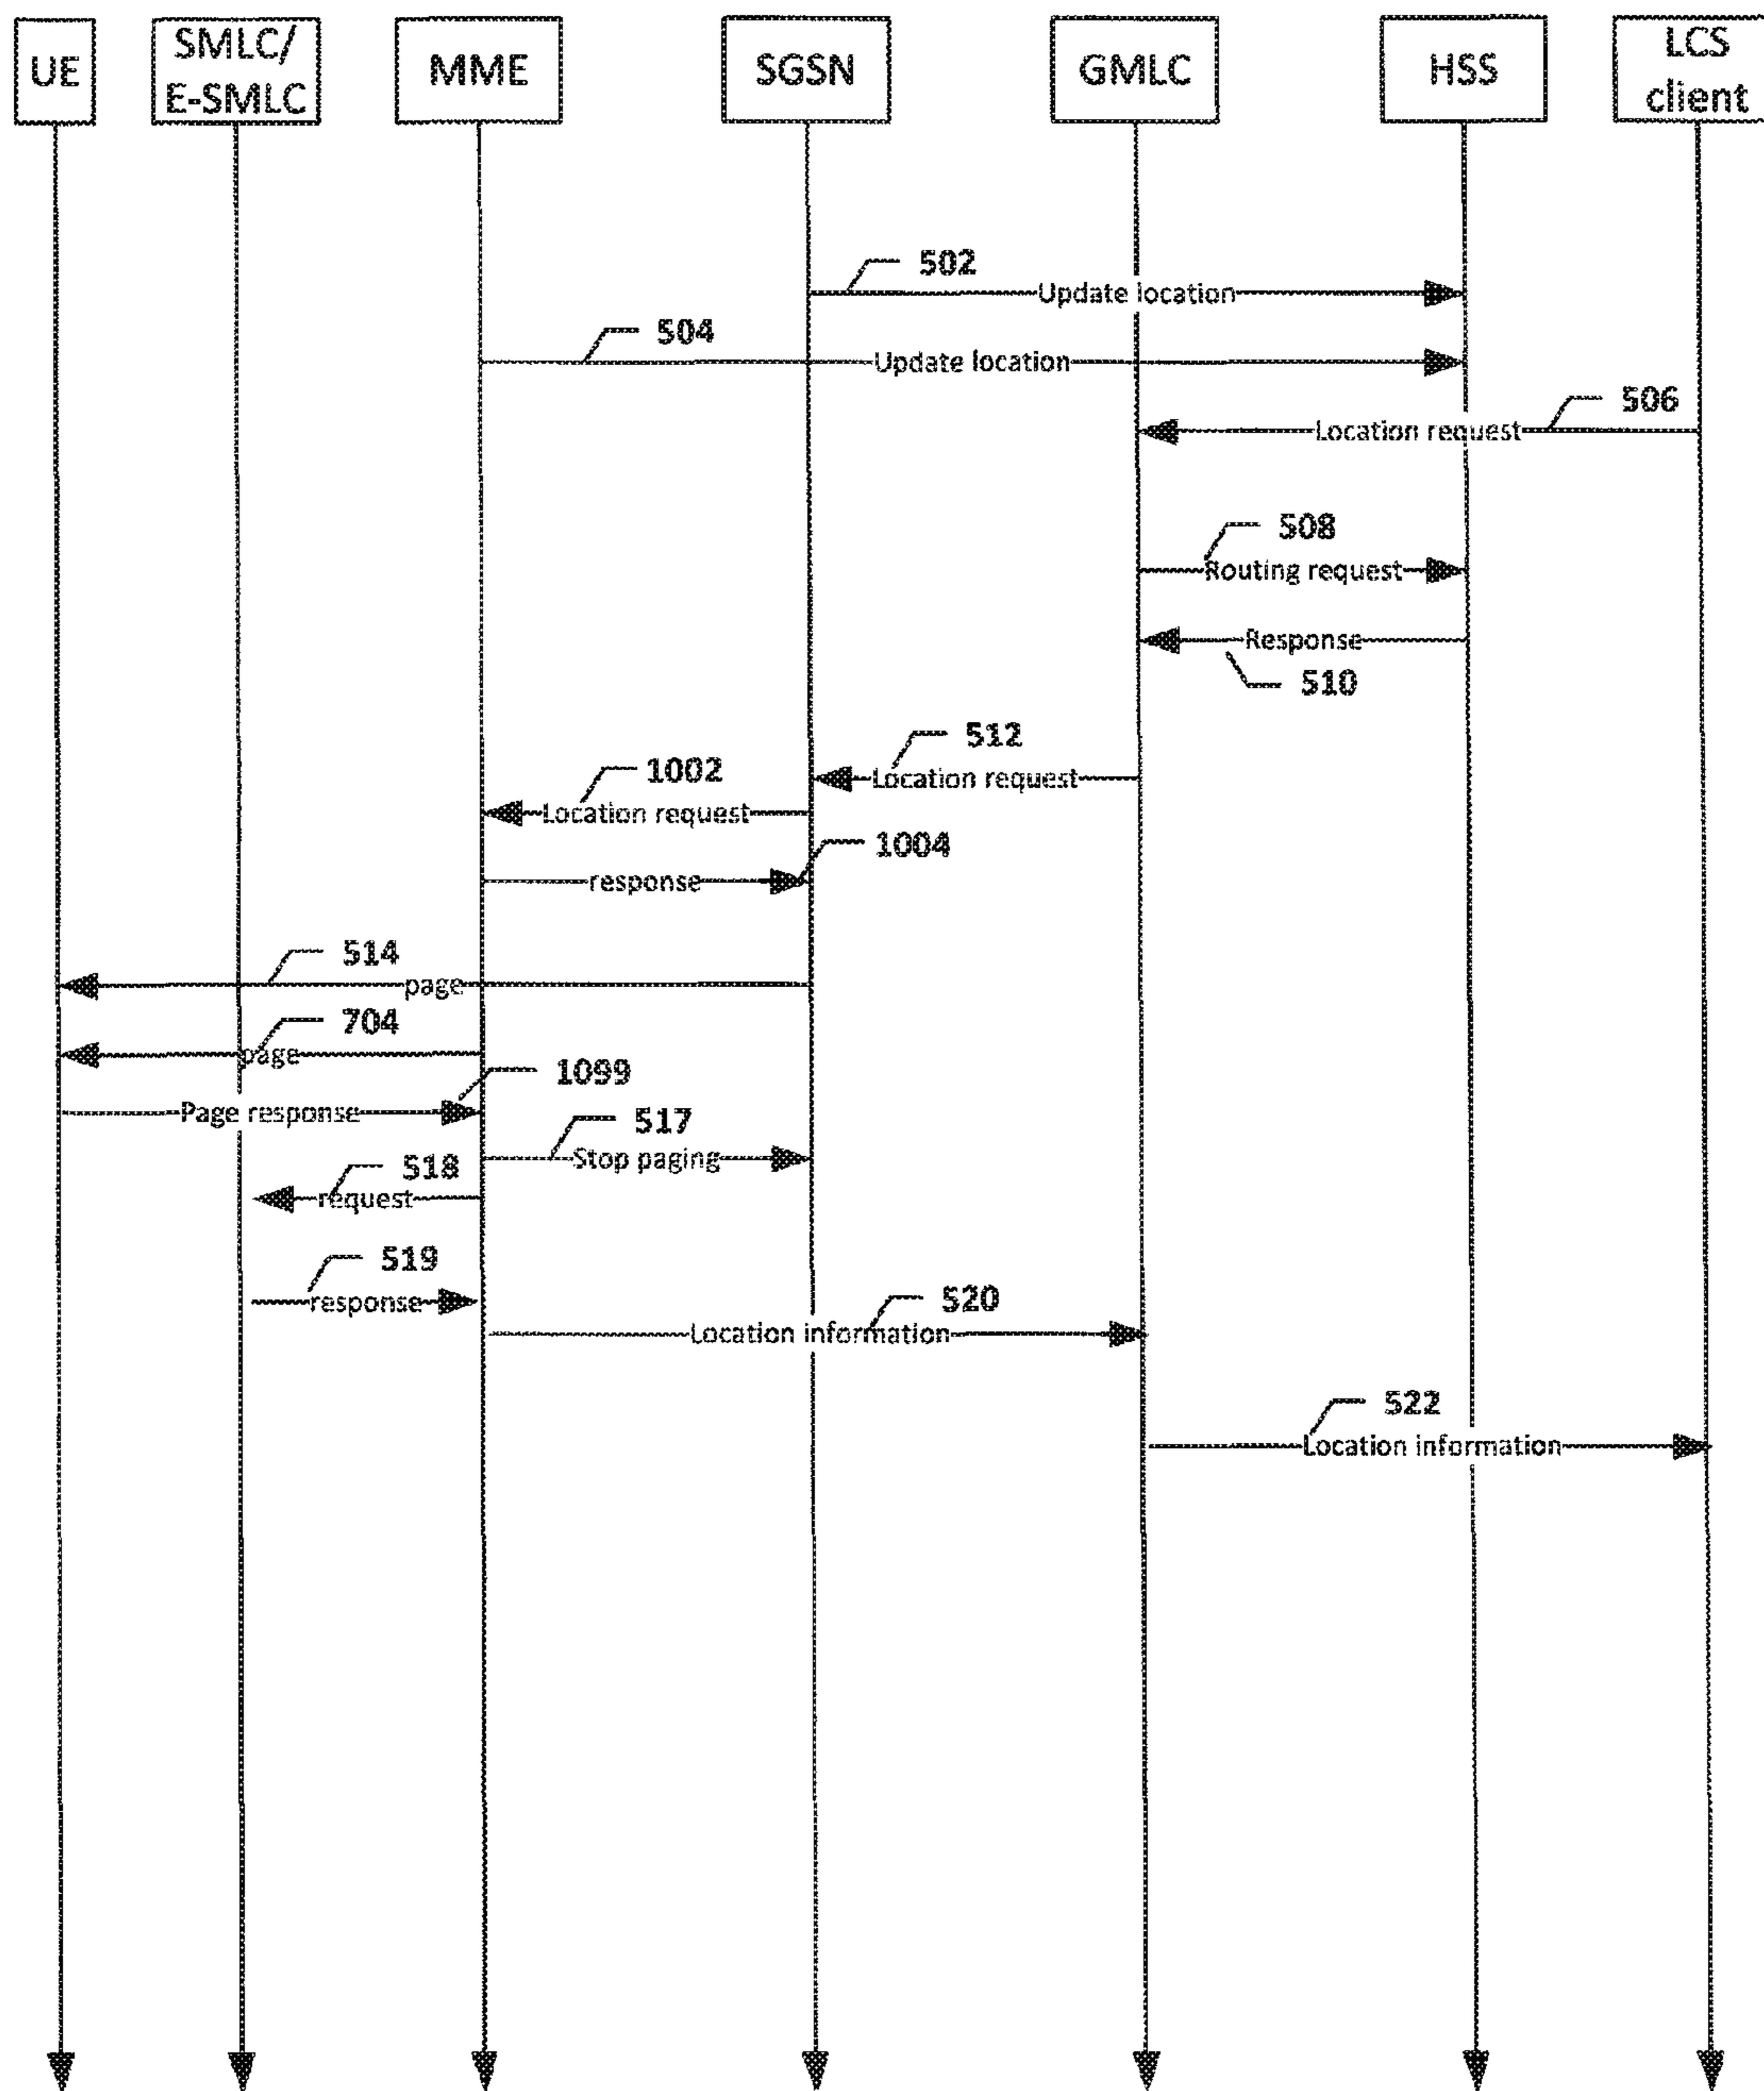 UE
SMLC/
E-SMLC
MME
SGSN
GMLC
HSS
LCS
client
502
Update location
504
Update location
506
Location request
508
Routing request
Response
510
512
Location request
1002
Location request
1004
response
514
page
704
page
1099
Page response
517
Stop paging
518
request
519
response
520
Location information
522
Location information